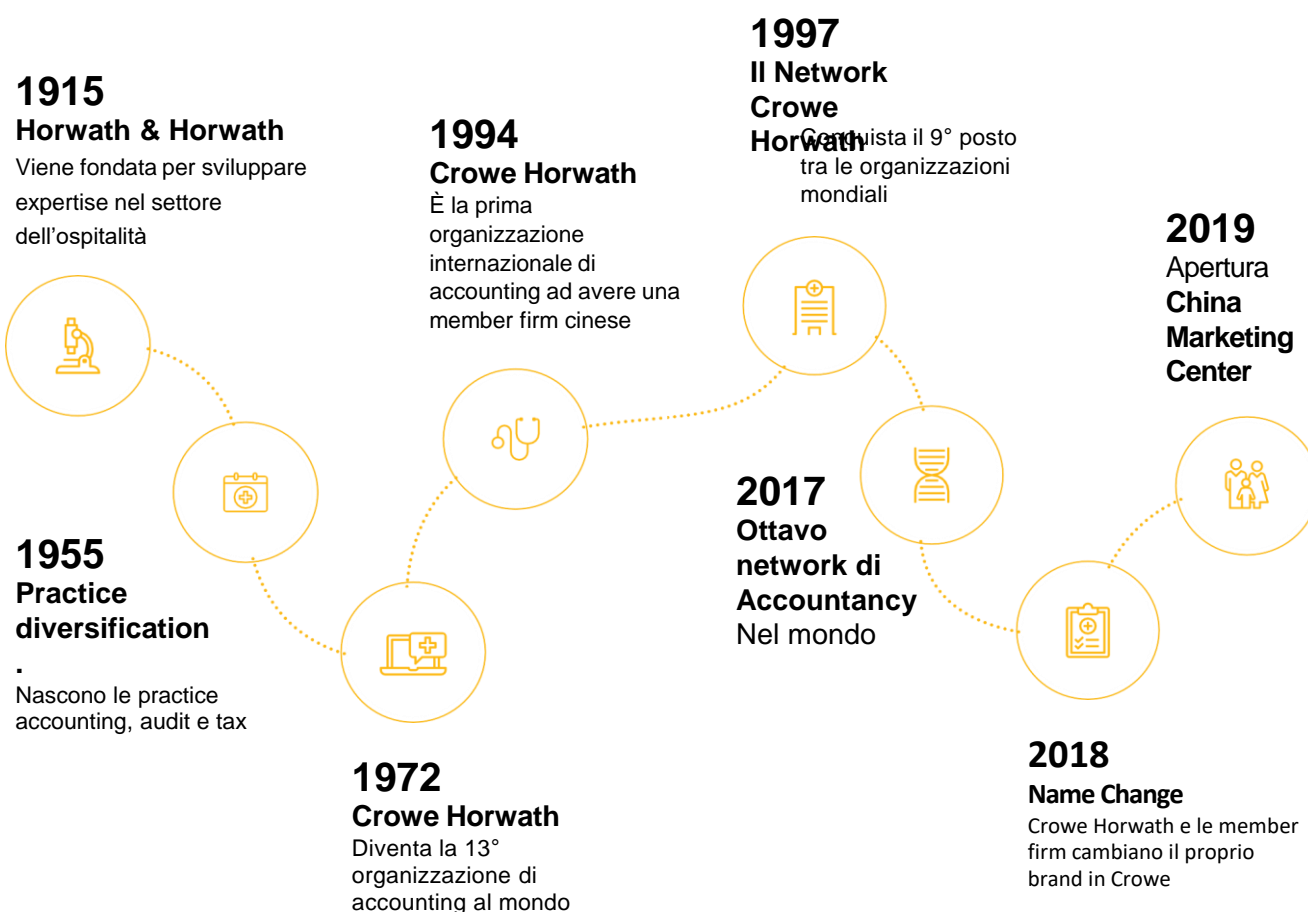 1915
Horwath & Horwath
Viene fondata per sviluppare
expertise nel settore
dell’ospitalità
1955
Practice
diversification
.
Nascono le practice
accounting, audit e tax
1972
Crowe Horwath
Diventa la 13°
organizzazione di
accounting al mondo
1994
Crowe Horwath
È la prima
organizzazione
internazionale di
accounting ad avere una
member firm cinese
1997
Il Network
Crowe
Horwath
Conquista il 9° posto
tra le organizzazioni
mondiali
2017
Ottavo
network di
Accountancy
Nel mondo
2018
Name Change
Crowe Horwath e le member
firm cambiano il proprio
brand in Crowe
2019
Apertura
China
Marketing
Center